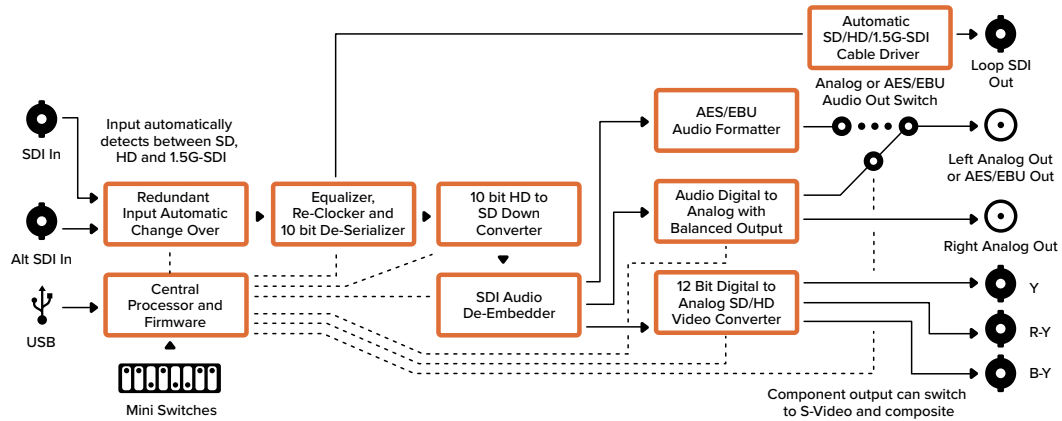 Automatic
SD/HD/1.5G-SDI
Cable Driver
Loop SDI
Out
Analog or AES/EBU
Audio Out Switch
SDI In
Input automatically
detects between SD,
HD and 1.5G-SDI
AES/EBU
Audio Formatter
Left Analog Out
or AES/EBU Out
Redundant
Input Automatic
Change Over
Equalizer,
Re-Clocker and
10 bit De-Serializer
10 bit HD to
SD Down
Converter
Audio Digital to
Analog with
Balanced Output
Alt SDI In
Right Analog Out
Central
Processor and
Firmware
SDI Audio
De-Embedder
12 Bit Digital to
Analog SD/HD
Video Converter
Y
R-Y
B-Y
USB
Mini Switches
Component output can switch
to S-Video and composite